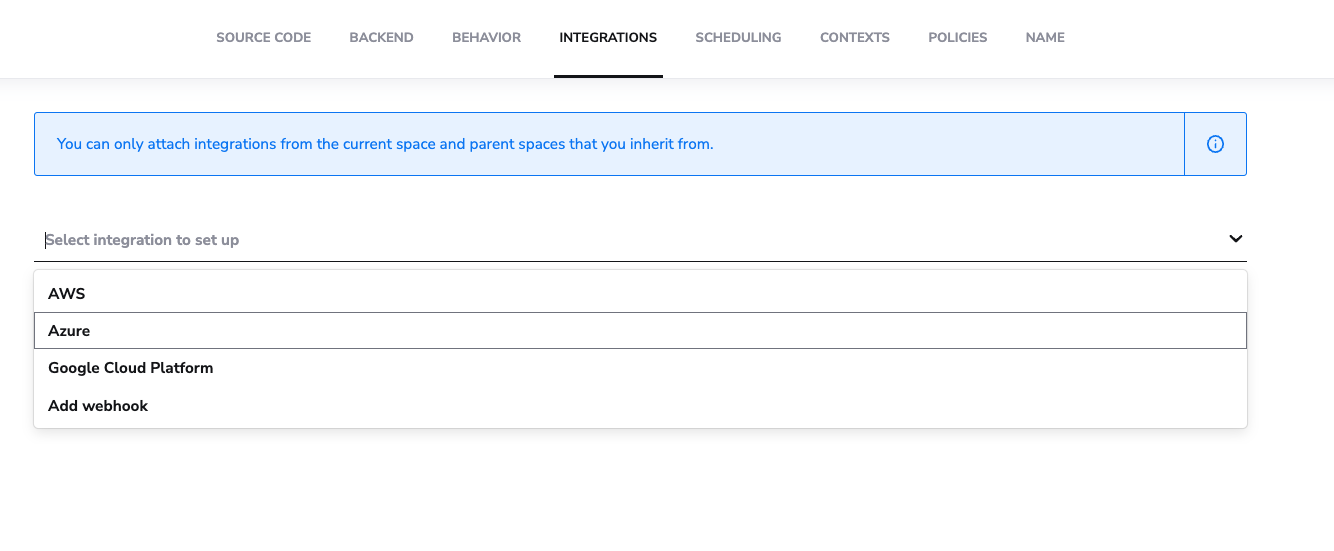 SOURCE CODE BACKEND BEHAVIOR INTEGRATIONS SCHEDULING CONTEXTS POLICIES NAME
You can only attach integrations from the current space and parent spaces that you inherit from.
Select integration to set up
AWS
Azure
Google Cloud Platform
Add webhook